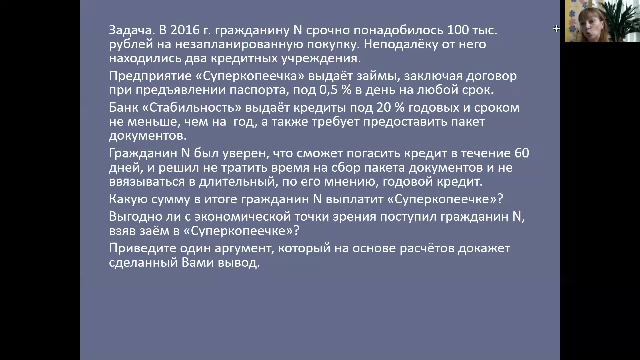 Задача. В 2016 г. гражданину N срочно понадобилось 100 тыс.
рублей на незапланированную покупку. Неподалёку от него
находились два кредитных учреждения.
Предприятие «Суперкопеечка» выдаёт займы, заключая договор
при предъявлении паспорта, под 0,5 % в день на любой срок.
Банк «Стабильность» выдаёт кредиты под 20 % годовых и сроком
не меньше, чем на год, а также требует предоставить пакет
документов.
Гражданин N был уверен, что сможет погасить кредит в течение 60
дней, и решил не тратить время на сбор пакета документов и не
ввязываться в длительный, по его мнению, годовой кредит.
Какую сумму в итоге гражданин N выплатит «Суперкопеечке»?
Выгодно ли с экономической точки зрения поступил гражданин N,
взяв заём в «Суперкопеечке»?
Приведите один аргумент, который на основе расчётов докажет
сделанный Вами вывод.